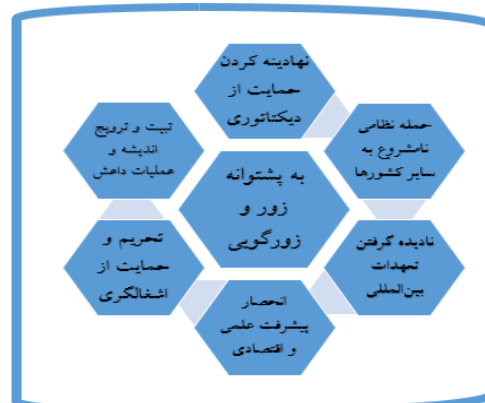 نهادینه کردن
حمایت از
دیکتاتوری
حمله نظامی
نامشروع به
سایر کشورها
نادیده گرفتن
تعهدات
بین‌المللی
انحصار
پیشرفت علمی
و اقتصادی
تحریم و
حمایت از
اشغالگری
تبیت و ترویج
اندیشه و
عملیات داعش
به پشتوانه
زور و
زورگویی